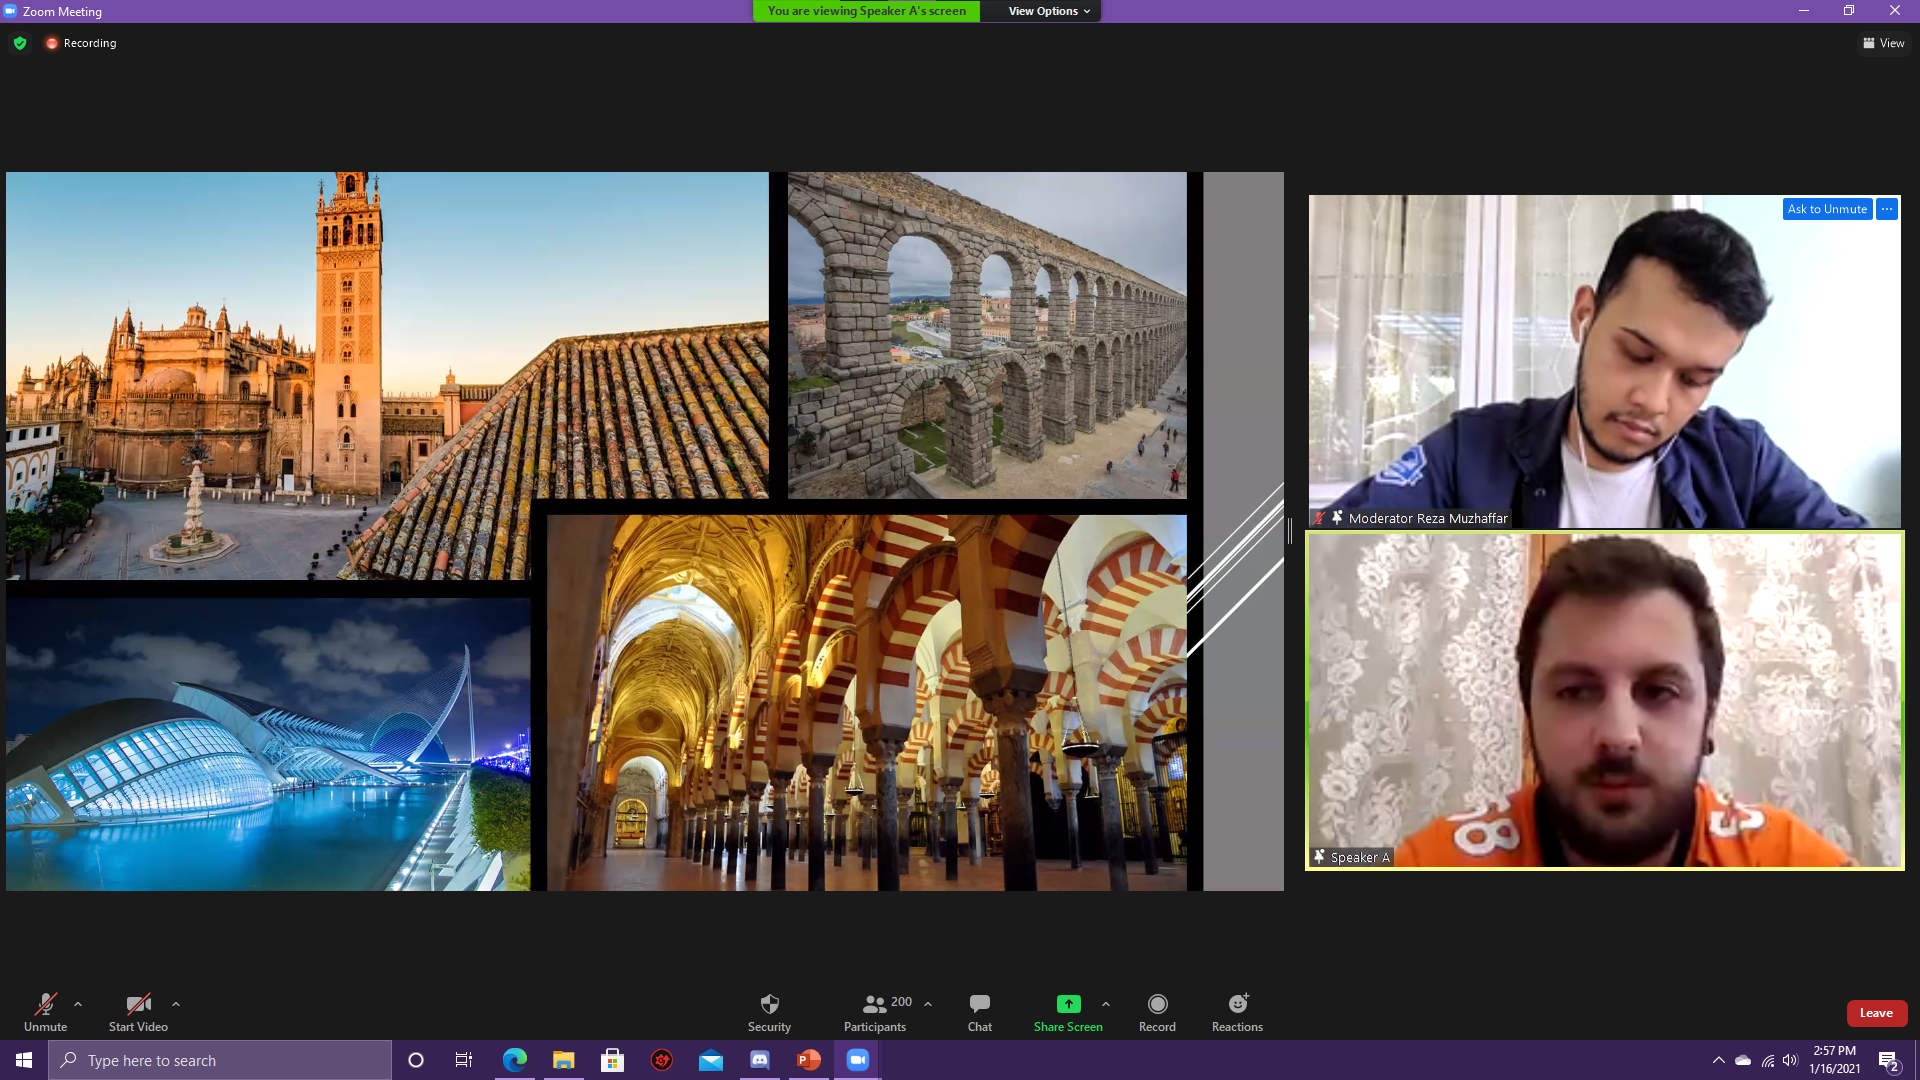 Zoom Meeting
You are viewing Speaker A's screen
View Options
Recording
View
Ask to Unmute
...
Moderator Reza Muzhaffar
Speaker A
Unmute
Start Video
Security
200
Participants
Chat
Share Screen
Record
Reactions
Leave
Type here to search
P
2:57 PM
1/16/2021
2